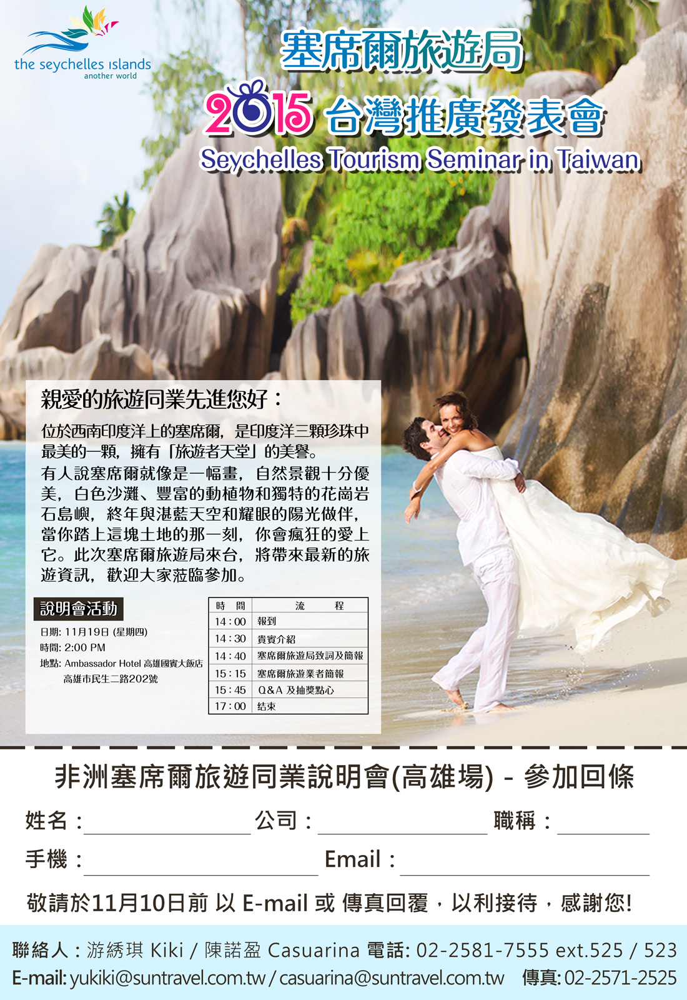 the seychelles islands
another world
塞席爾旅遊局
2015 台灣推廣發表會
Seychelles Tourism Seminar in Taiwan
親愛的旅遊同業先進您好：
位於西南印度洋上的塞席爾，是印度洋三顆珍珠中
最美的一顆，擁有「旅遊者天堂」的美譽。
有人說塞席爾就像是一幅畫，自然景觀十分優
美，白色沙灘、豐富的動植物和獨特的花崗岩
石島嶼，終年與湛藍天空和耀眼的陽光做伴，
當你踏上這塊土地的那一刻，你會瘋狂的愛上
它。此次塞席爾旅遊局來台，將帶來最新的旅
遊資訊，歡迎大家蒞臨參加。
說明會活動
日期: 11月19日 (星期四)
時間: 2:00 PM
地點: Ambassador Hotel 高雄國賓大飯店
高雄市民生二路202號
時 間 流 程
14：00 報到
14：30 貴賓介紹
14：40 塞席爾旅遊局致詞及簡報
15：15 塞席爾旅遊業者簡報
15：45 Q&A 及抽獎點心
17：00 结束
非洲塞席爾旅遊同業說明會(高雄場) - 參加回條
姓名： 公司： 職稱：
手機： Email：
敬請於11月10日前 以 E-mail 或 傳真回覆，以利接待，感謝您!
聯絡人：游綉琪 Kiki / 陳諾盈 Casuarina 電話: 02-2581-7555 ext.525 / 523
E-mail: yukiki@suntravel.com.tw / casuarina@suntravel.com.tw 傳真: 02-2571-2525